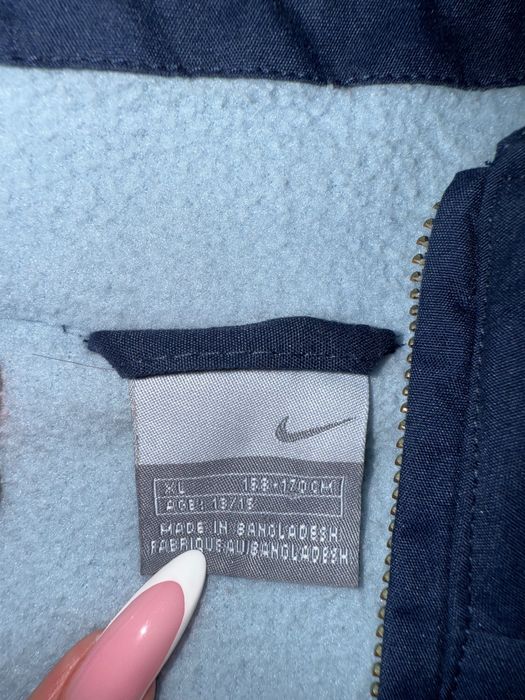 XL 158-170CM
AGE: 13/15
MADE IN BANGLADESH
FABRIQUE AU/BANGLADESH